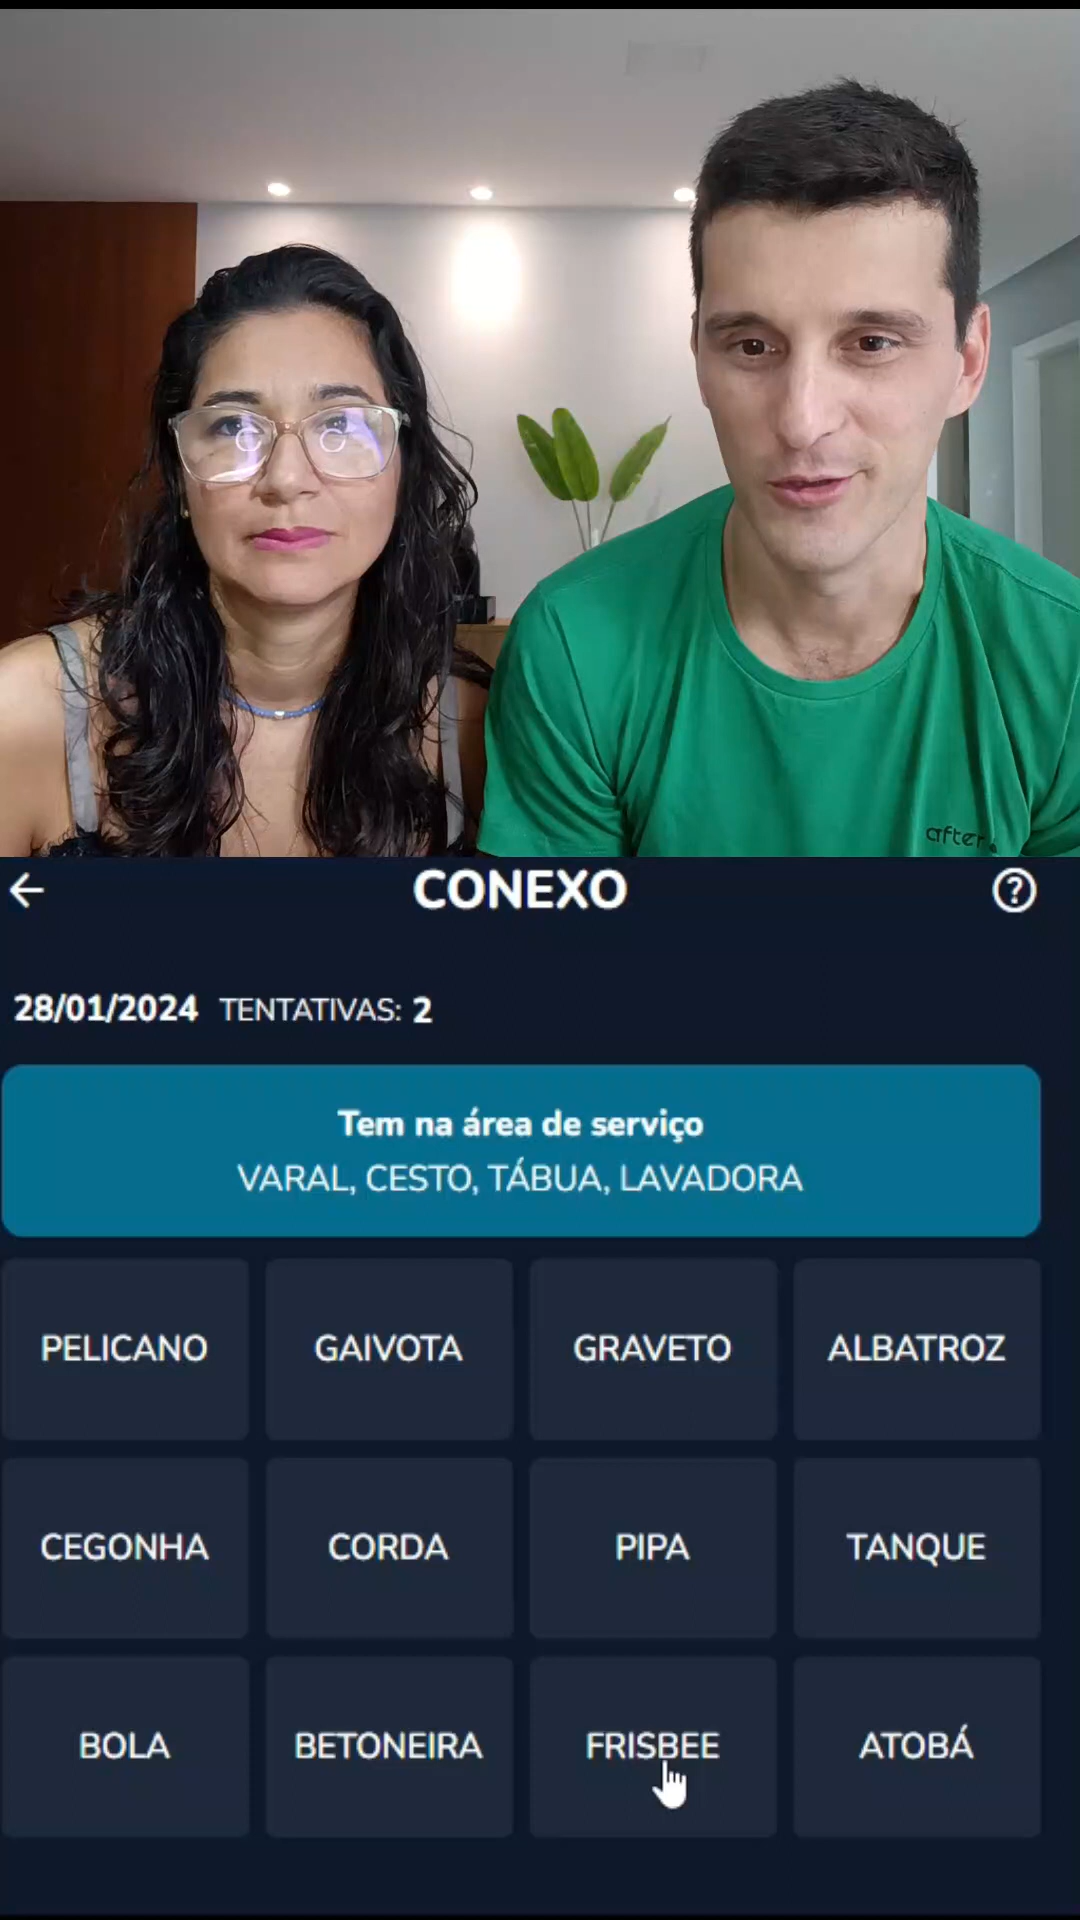 after
CONEXO
28/01/2024 TENTATIVAS: 2
Tem na área de serviço
VARAL, CESTO, TÁBUA, LAVADORA
PELICANO GAIVOTA GRAVETO ALBATROZ
CEGONHA CORDA PIPA TANQUE
BOLA BETONEIRA FRISBEE ATOBÁ